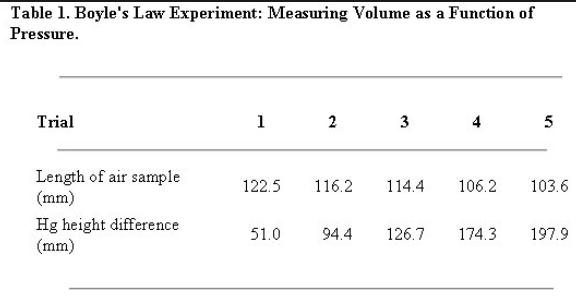 Table 1. Boyle's Law Experiment: Measuring Volume as a Function of
Pressure.
Trial 1 2 3 4 5
Length of air sample
(mm) 122.5 116.2 114.4 106.2 103.6
Hg height difference
(mm) 51.0 94.4 126.7 174.3 197.9